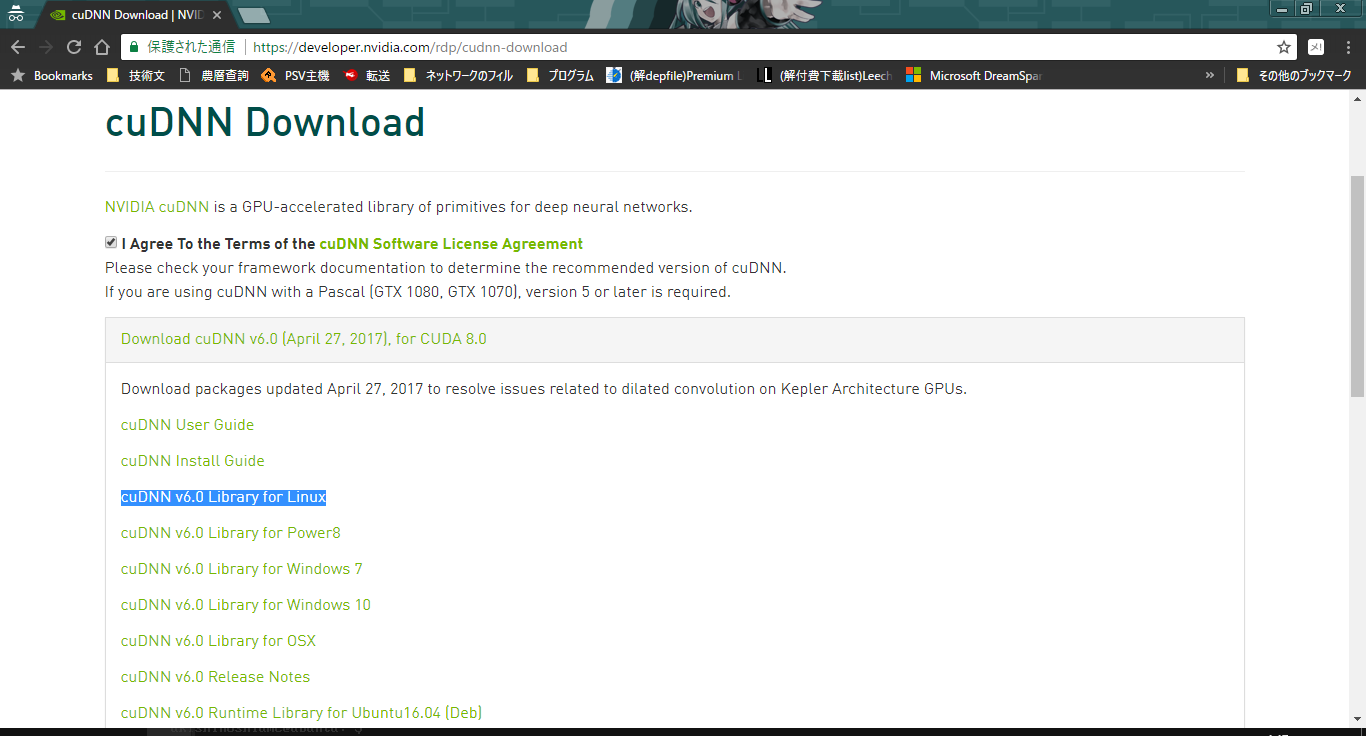 cuDNN Download | NVID
保護された通信 https://developer.nvidia.com/rdp/cudnn-download
Bookmarks 技術文 農暦査詢 PSV主機 転送 ネットワークのフィル プログラム (解depfile)Premium L (解付費下載list)Leech Microsoft DreamSpar » その他のブックマーク
cuDNN Download
NVIDIA cuDNN is a GPU-accelerated library of primitives for deep neural networks.
I Agree To the Terms of the cuDNN Software License Agreement
Please check your framework documentation to determine the recommended version of cuDNN.
If you are using cuDNN with a Pascal (GTX 1080, GTX 1070), version 5 or later is required.
Download cuDNN v6.0 (April 27, 2017), for CUDA 8.0
Download packages updated April 27, 2017 to resolve issues related to dilated convolution on Kepler Architecture GPUs.
cuDNN User Guide
cuDNN Install Guide
cuDNN v6.0 Library for Linux
cuDNN v6.0 Library for Power8
cuDNN v6.0 Library for Windows 7
cuDNN v6.0 Library for Windows 10
cuDNN v6.0 Library for OSX
cuDNN v6.0 Release Notes
cuDNN v6.0 Runtime Library for Ubuntu16.04 (Deb)